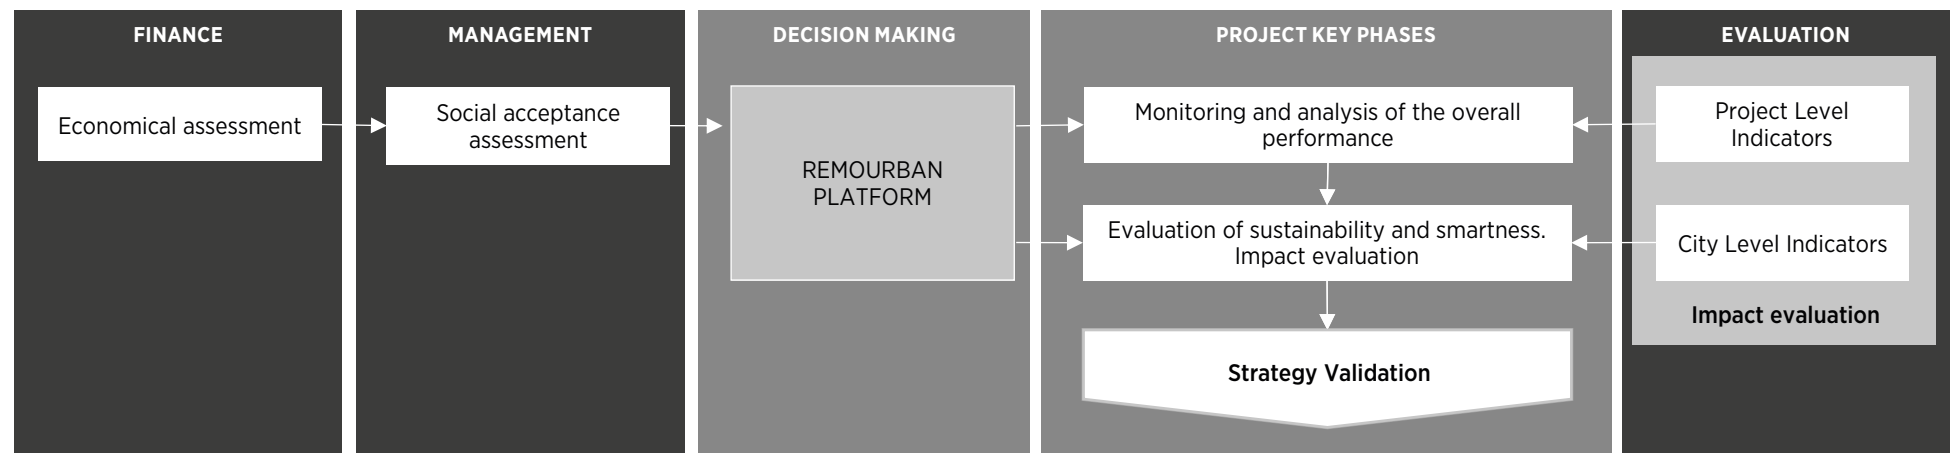 FINANCE
Economical assessment
MANAGEMENT
Social acceptance
assessment
DECISION MAKING
REMOURBAN
PLATFORM
PROJECT KEY PHASES
Monitoring and analysis of the overall
performance
Evaluation of sustainability and smartness.
Impact evaluation
Strategy Validation
EVALUATION
Project Level
Indicators
City Level Indicators
Impact evaluation